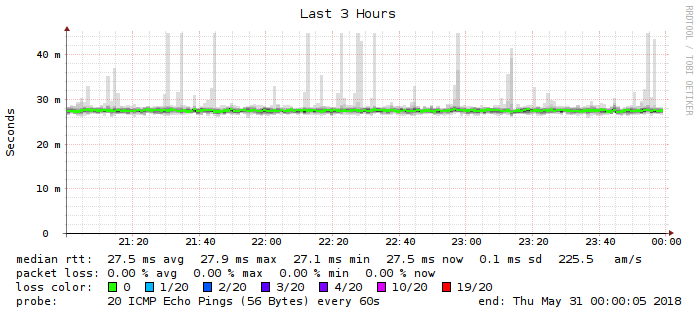 Last 3 Hours
RRDTOOL / TOBI OETIKER
Seconds
40 m
30 m
20 m
10 m
0
21:20 21:40 22:00 22:20 22:40 23:00 23:20 23:40 00:00
median rtt: 27.5 ms avg 27.9 ms max 27.1 ms min 27.5 ms now 0.1 ms sd 225.5 am/s
packet loss: 0.00 % avg 0.00 % max 0.00 % min 0.00 % now
loss color: 0 1/20 2/20 3/20 4/20 10/20 19/20
probe: 20 ICMP Echo Pings (56 Bytes) every 60s end: Thu May 31 00:00:05 2018